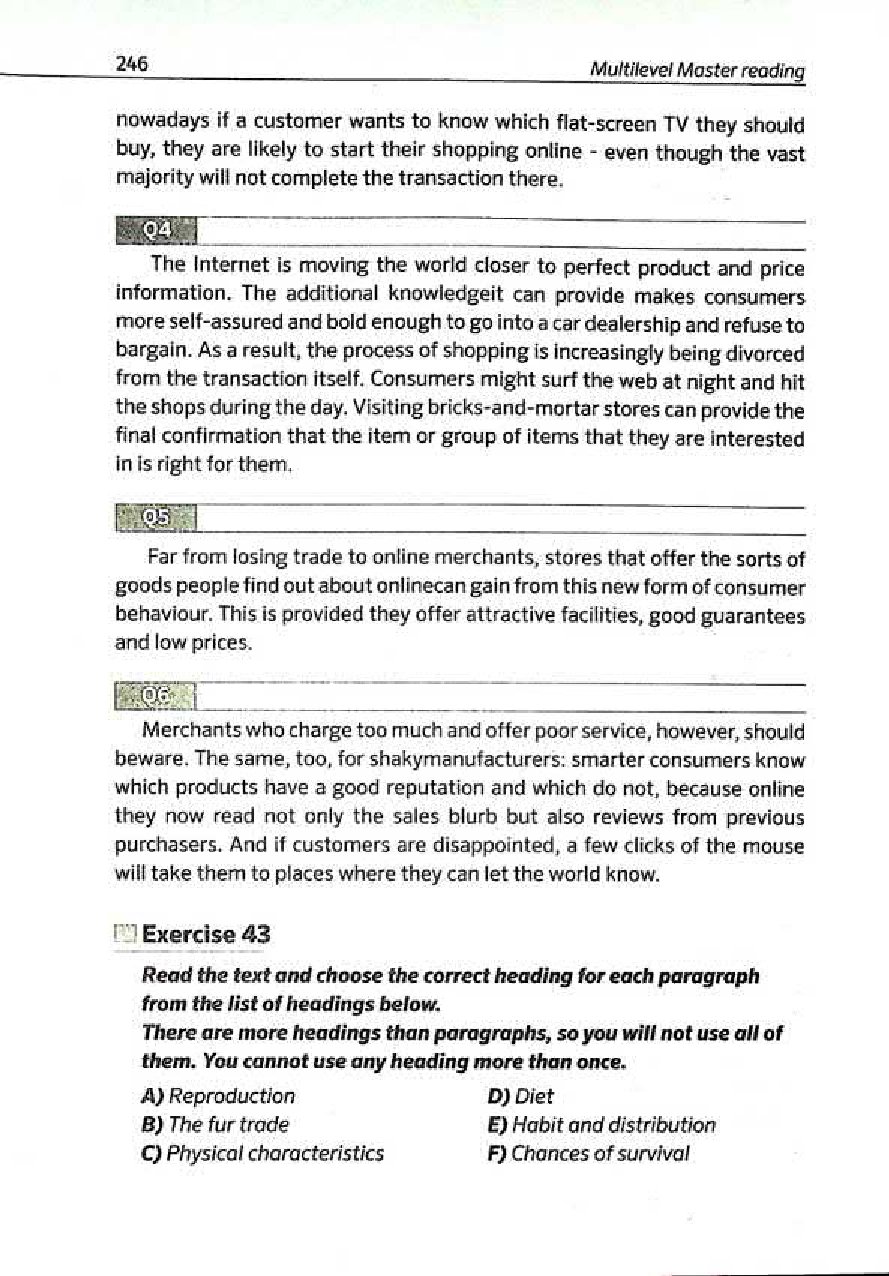 246
Multilevel Master reading
nowadays if a customer wants to know which flat-screen TV they should
buy, they are likely to start their shopping online - even though the vast
majority will not complete the transaction there.
Q4
The Internet is moving the world closer to perfect product and price
information. The additional knowledgeit can provide makes consumers
more self-assured and bold enough to go into a car dealership and refuse to
bargain. As a result, the process of shopping is increasingly being divorced
from the transaction itself. Consumers might surf the web at night and hit
the shops during the day. Visiting bricks-and-mortar stores can provide the
final confirmation that the item or group of items that they are interested
in is right for them.
Q5
Far from losing trade to online merchants, stores that offer the sorts of
goods people find out about onlinecan gain from this new form of consumer
behaviour. This is provided they offer attractive facilities, good guarantees
and low prices.
Q6
Merchants who charge too much and offer poor service, however, should
beware. The same, too, for shakymanufacturers: smarter consumers know
which products have a good reputation and which do not, because online
they now read not only the sales blurb but also reviews from previous
purchasers. And if customers are disappointed, a few clicks of the mouse
will take them to places where they can let the world know.
Exercise 43
Read the text and choose the correct heading for each paragraph
from the list of headings below.
There are more headings than paragraphs, so you will not use all of
them. You cannot use any heading more than once.
A) Reproduction
B) The fur trade
C) Physical characteristics
D) Diet
E) Habit and distribution
F) Chances of survival